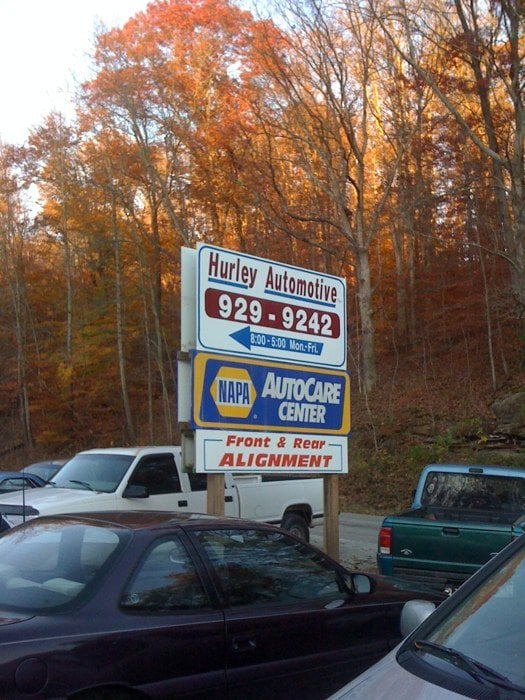 Hurley Automotive
929-9242
8:00-5:00 Mon.-Fri.
NAPA
AUTOCARE
CENTER
Front & Rear
ALIGNMENT